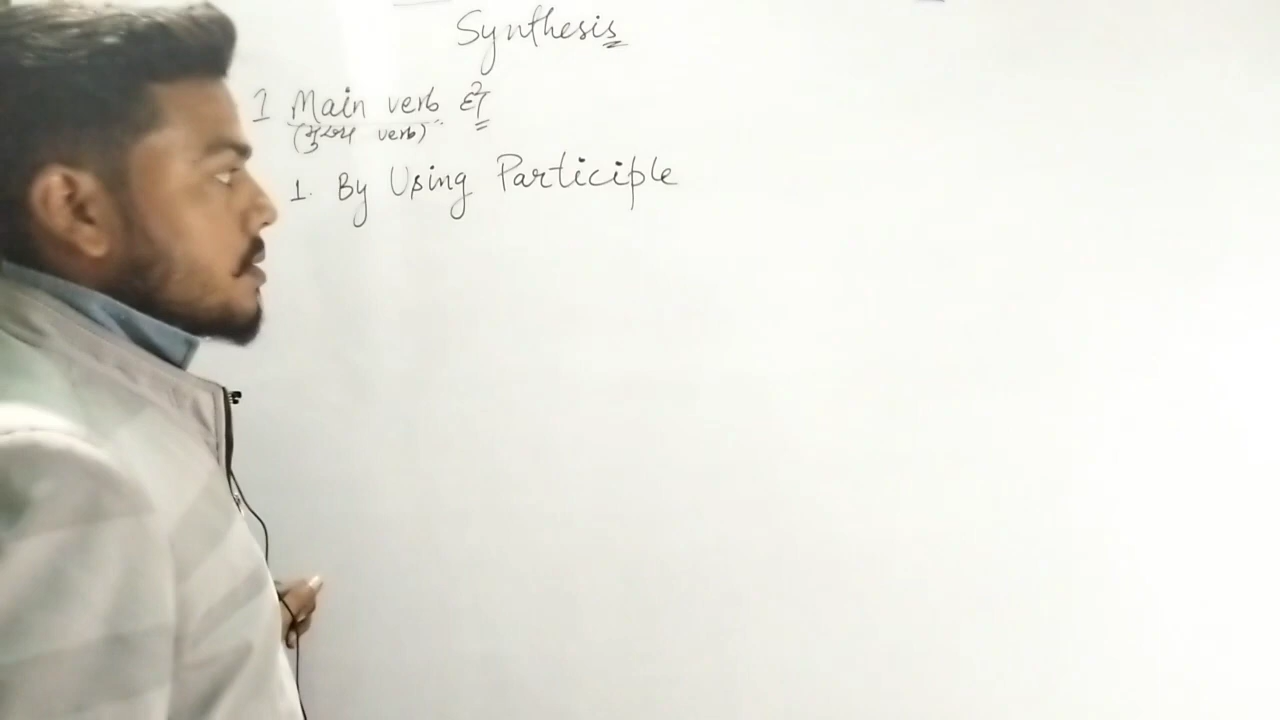 Synthesis
1 Main verb हो
(मुख्य verb)
1. By Using Participle